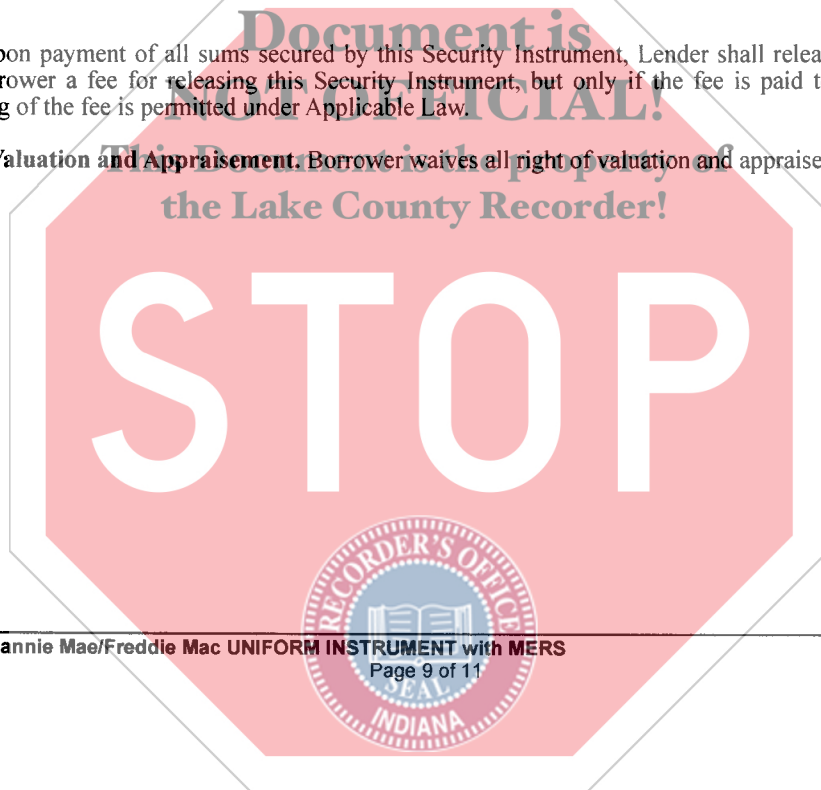 Document is
pon payment of all sums secured by this Security Instrument, Lender shall relea
rower a fee for releasing this Security Instrument, but only if the fee is paid t
NOT OFFICIAL!
g of the fee is permitted under Applicable Law.
Valuation and Appraisement. Borrower waives all right of valuation and appraise
This Document is the property of
the Lake County Recorder!
STOP
RECORDER'S OFFICE
annie Mae/Freddie Mac UNIFORM INSTRUMENT with MERS
Page 9 of 11
SEAL
INDIANA